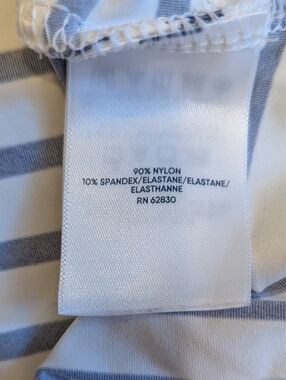 90% NYLON
10% SPANDEX/ELASTANE/ELASTANE/
ELASTHANNE
RN 62830